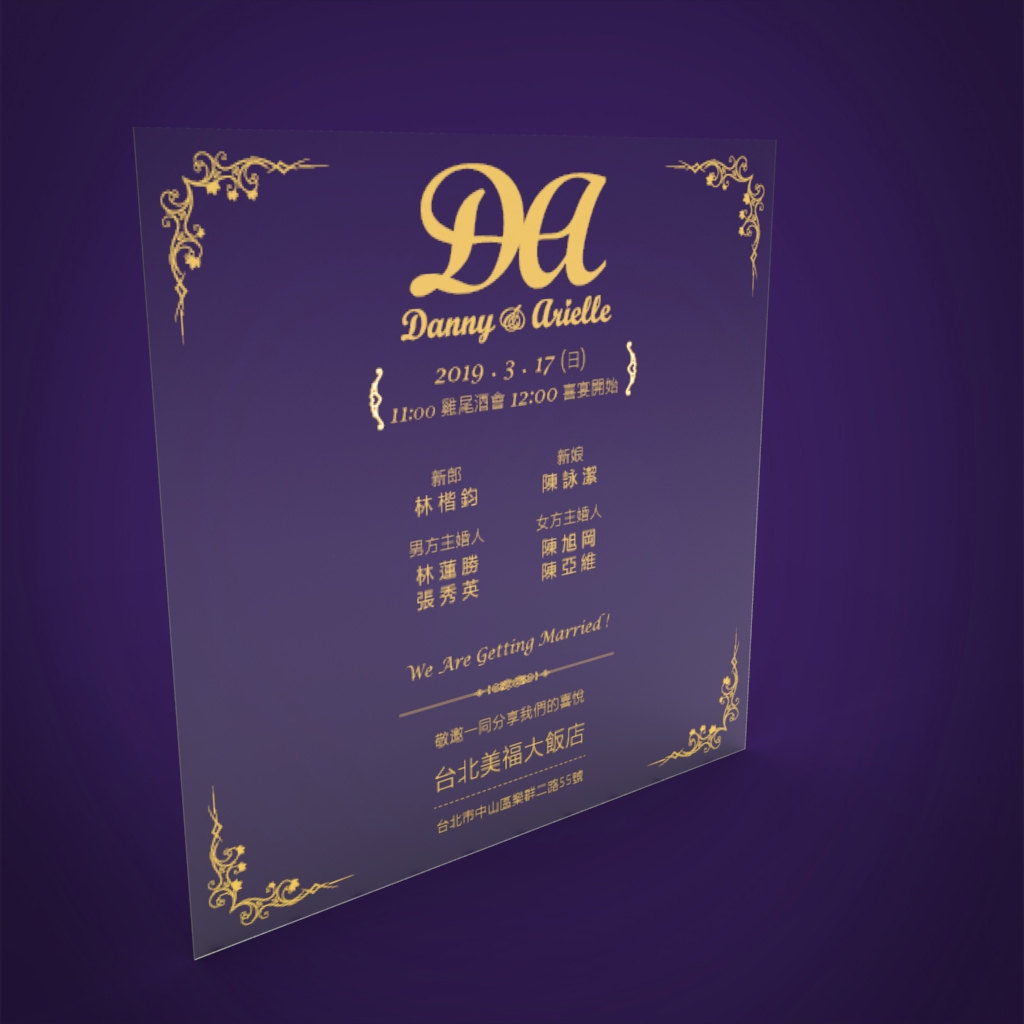 DA
Danny & Arielle
2019 . 3 . 17 (日)
11:00 雞尾酒會 12:00 喜宴開始
新郎
林楷鈞
男方主婚人
林蓮勝
張秀英
新娘
陳詠潔
女方主婚人
陳旭岡
陳亞維
We Are Getting Married!
敬邀一同分享我們的喜悅
台北美福大飯店
台北市中山區樂群二路55號